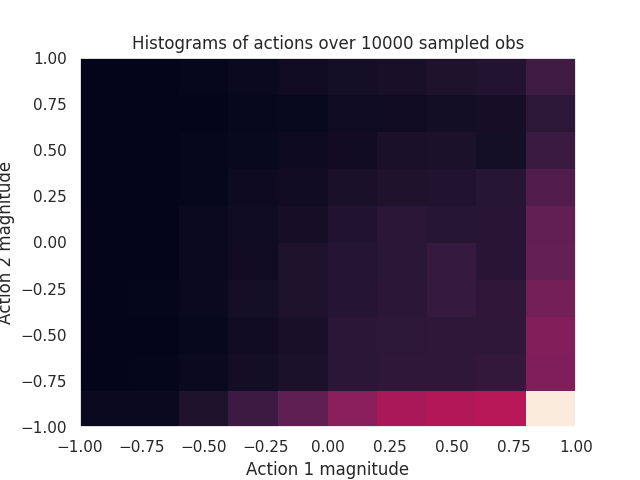 Histograms of actions over 10000 sampled obs
Action 2 magnitude
1.00
0.75
0.50
0.25
0.00
−0.25
−0.50
−0.75
−1.00
−1.00 −0.75 −0.50 −0.25 0.00 0.25 0.50 0.75 1.00
Action 1 magnitude